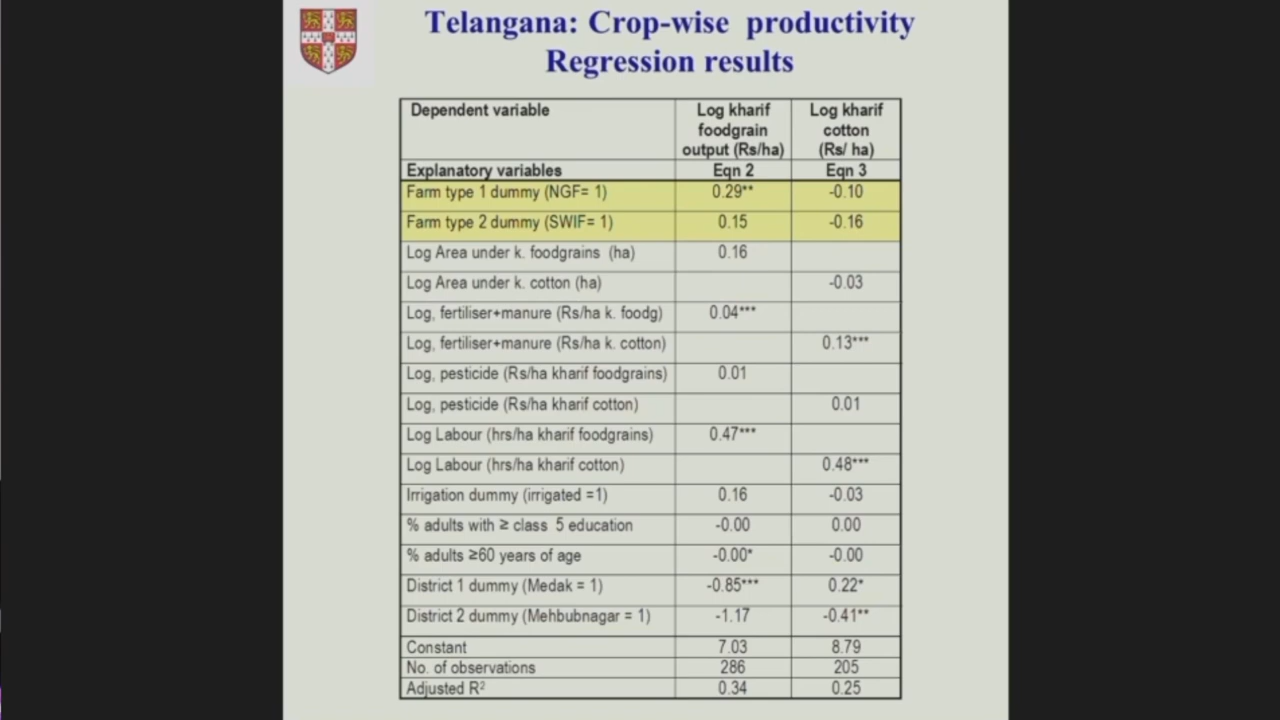 Telangana: Crop-wise productivity
Regression results
Dependent variable Log kharif foodgrain output (Rs/ha) Log kharif cotton (Rs/ ha)
Explanatory variables Eqn 2 Eqn 3
Farm type 1 dummy (NGF= 1) 0.29** -0.10
Farm type 2 dummy (SWIF= 1) 0.15 -0.16
Log Area under k. foodgrains (ha) 0.16
Log Area under k. cotton (ha) -0.03
Log, fertiliser+manure (Rs/ha k. foodg) 0.04***
Log, fertiliser+manure (Rs/ha k. cotton) 0.13***
Log, pesticide (Rs/ha kharif foodgrains) 0.01
Log, pesticide (Rs/ha kharif cotton) 0.01
Log Labour (hrs/ha kharif foodgrains) 0.47***
Log Labour (hrs/ha kharif cotton) 0.48***
Irrigation dummy (irrigated =1) 0.16 -0.03
% adults with ≥ class 5 education -0.00 0.00
% adults ≥60 years of age -0.00* -0.00
District 1 dummy (Medak = 1) -0.85*** 0.22*
District 2 dummy (Mehbubnagar = 1) -1.17 -0.41**
Constant 7.03 8.79
No. of observations 286 205
Adjusted R² 0.34 0.25